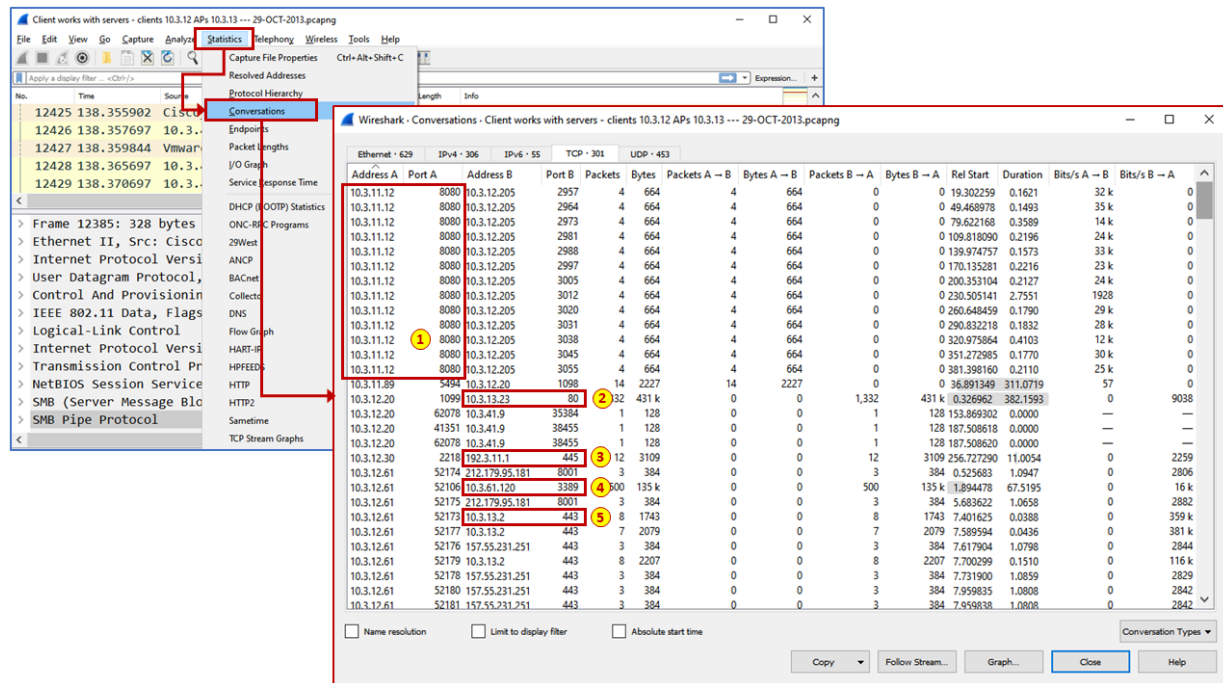 Client works with servers - clients 10.3.12 APs 10.3.13 --- 29-OCT-2013.pcapng
File Edit View Go Capture Analyze Statistics Telephony Wireless Tools Help
Apply a display filter ... <Ctrl-/> Expression... +
No. Time Source Length Info
12425 138.355902 Cisco
12426 138.357697 10.3.
12427 138.359844 Vmwar
12428 138.365697 10.3.
12429 138.370697 10.3.
Frame 12385: 328 bytes
Ethernet II, Src: Cisco
Internet Protocol Versi
User Datagram Protocol,
Control And Provisionin
IEEE 802.11 Data, Flags
Logical-Link Control
Internet Protocol Versi
Transmission Control Pr
NetBIOS Session Service
SMB (Server Message Blo
SMB Pipe Protocol
Capture File Properties Ctrl+Alt+Shift+C
Resolved Addresses
Protocol Hierarchy
Conversations
Endpoints
Packet Lengths
I/O Graph
Service Response Time
DHCP (BOOTP) Statistics
ONC-RPC Programs
29West
ANCP
BACnet
Collectd
DNS
Flow Graph
HART-IP
HPFEEDS
HTTP
HTTP2
Sametime
TCP Stream Graphs
Wireshark · Conversations · Client works with servers - clients 10.3.12 APs 10.3.13 --- 29-OCT-2013.pcapng
Ethernet · 629 IPv4 · 306 IPv6 · 55 TCP · 301 UDP · 453
Address A Port A Address B Port B Packets Bytes Packets A → B Bytes A → B Packets B → A Bytes B → A Rel Start Duration Bits/s A → B Bits/s B → A
10.3.11.12 8080 10.3.12.205 2957 4 664 4 664 0 0 19.302259 0.1621 32 k 0
10.3.11.12 8080 10.3.12.205 2964 4 664 4 664 0 0 49.468978 0.1493 35 k 0
10.3.11.12 8080 10.3.12.205 2973 4 664 4 664 0 0 79.622168 0.3589 14 k 0
10.3.11.12 8080 10.3.12.205 2981 4 664 4 664 0 0 109.818090 0.2196 24 k 0
10.3.11.12 8080 10.3.12.205 2988 4 664 4 664 0 0 139.974757 0.1573 33 k 0
10.3.11.12 8080 10.3.12.205 2997 4 664 4 664 0 0 170.135281 0.2216 23 k 0
10.3.11.12 8080 10.3.12.205 3005 4 664 4 664 0 0 200.353104 0.2127 24 k 0
10.3.11.12 8080 10.3.12.205 3012 4 664 4 664 0 0 230.505141 2.7551 1928 0
10.3.11.12 8080 10.3.12.205 3020 4 664 4 664 0 0 260.648459 0.1790 29 k 0
10.3.11.12 8080 10.3.12.205 3031 4 664 4 664 0 0 290.832218 0.1832 28 k 0
10.3.11.12 1 8080 10.3.12.205 3038 4 664 4 664 0 0 320.975864 0.4103 12 k 0
10.3.11.12 8080 10.3.12.205 3045 4 664 4 664 0 0 351.272985 0.1770 30 k 0
10.3.11.12 8080 10.3.12.205 3055 4 664 4 664 0 0 381.398160 0.2110 25 k 0
10.3.11.89 5494 10.3.12.20 1098 14 2227 14 2227 0 0 36.891349 311.0719 57 0
10.3.12.20 1099 10.3.13.23 80 2 32 431 k 0 0 1,332 431 k 0.326962 382.1593 0 9038
10.3.12.20 62078 10.3.41.9 35384 1 128 0 0 1 128 153.869302 0.0000 — —
10.3.12.20 41351 10.3.41.9 38455 1 128 0 0 1 128 187.508618 0.0000 — —
10.3.12.20 62078 10.3.41.9 38455 1 128 0 0 1 128 187.508620 0.0000 — —
10.3.12.30 2218 192.3.11.1 445 3 12 3109 0 0 12 3109 256.727290 11.0054 0 2259
10.3.12.61 52174 212.179.95.181 8001 3 384 0 0 3 384 0.525683 1.0947 0 2806
10.3.12.61 52106 10.3.61.120 3389 4 500 135 k 0 0 500 135 k 1.894478 67.5195 0 16 k
10.3.12.61 52175 212.179.95.181 8001 3 384 0 0 3 384 5.683622 1.0658 0 2882
10.3.12.61 52173 10.3.13.2 443 5 8 1743 0 0 8 1743 7.401625 0.0388 0 359 k
10.3.12.61 52177 10.3.13.2 443 7 2079 0 0 7 2079 7.589594 0.0436 0 381 k
10.3.12.61 52176 157.55.231.251 443 3 384 0 0 3 384 7.617904 1.0798 0 2844
10.3.12.61 52179 10.3.13.2 443 8 2207 0 0 8 2207 7.700299 0.1510 0 116 k
10.3.12.61 52178 157.55.231.251 443 3 384 0 0 3 384 7.731900 1.0859 0 2829
10.3.12.61 52180 157.55.231.251 443 3 384 0 0 3 384 7.959835 1.0808 0 2842
10.3.12.61 52181 157.55.231.251 443 3 384 0 0 3 384 7.959838 1.0808 0 2842
Name resolution Limit to display filter Absolute start time Conversation Types
Copy Follow Stream... Graph... Close Help